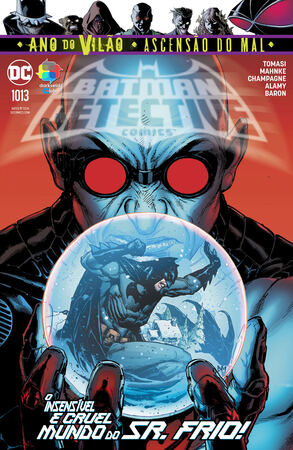 ANO DO VILÃO • ASCENSÃO DO MAL
DC
1013
TOMASI
MAHNKE
CHAMPAGNE
ALAMY
BARON
BATMAN
DETECTIVE
COMICS
O
INSENSÍVEL
E CRUEL
MUNDO DO SR. FRIO!